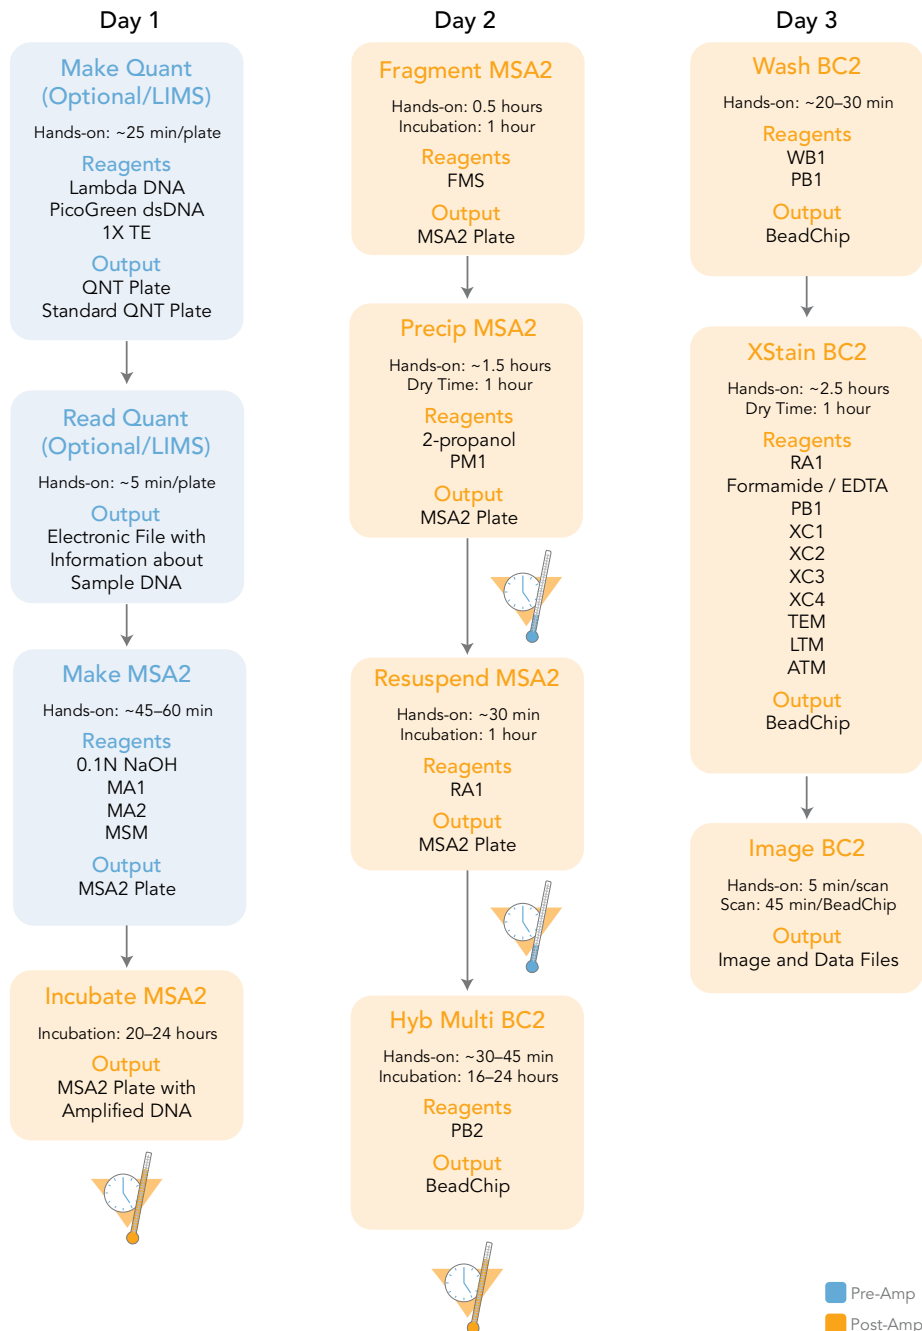 Day 1
Make Quant
(Optional/LIMS)
Hands-on: ~25 min/plate
Reagents
Lambda DNA
PicoGreen dsDNA
1X TE
Output
QNT Plate
Standard QNT Plate
Read Quant
(Optional/LIMS)
Hands-on: ~5 min/plate
Output
Electronic File with
Information about
Sample DNA
Make MSA2
Hands-on: ~45–60 min
Reagents
0.1N NaOH
MA1
MA2
MSM
Output
MSA2 Plate
Incubate MSA2
Incubation: 20–24 hours
Output
MSA2 Plate with
Amplified DNA
Day 2
Fragment MSA2
Hands-on: 0.5 hours
Incubation: 1 hour
Reagents
FMS
Output
MSA2 Plate
Precip MSA2
Hands-on: ~1.5 hours
Dry Time: 1 hour
Reagents
2-propanol
PM1
Output
MSA2 Plate
Resuspend MSA2
Hands-on: ~30 min
Incubation: 1 hour
Reagents
RA1
Output
MSA2 Plate
Hyb Multi BC2
Hands-on: ~30–45 min
Incubation: 16–24 hours
Reagents
PB2
Output
BeadChip
Day 3
Wash BC2
Hands-on: ~20–30 min
Reagents
WB1
PB1
Output
BeadChip
XStain BC2
Hands-on: ~2.5 hours
Dry Time: 1 hour
Reagents
RA1
Formamide / EDTA
PB1
XC1
XC2
XC3
XC4
TEM
LTM
ATM
Output
BeadChip
Image BC2
Hands-on: 5 min/scan
Scan: 45 min/BeadChip
Output
Image and Data Files
Pre-Amp
Post-Amp